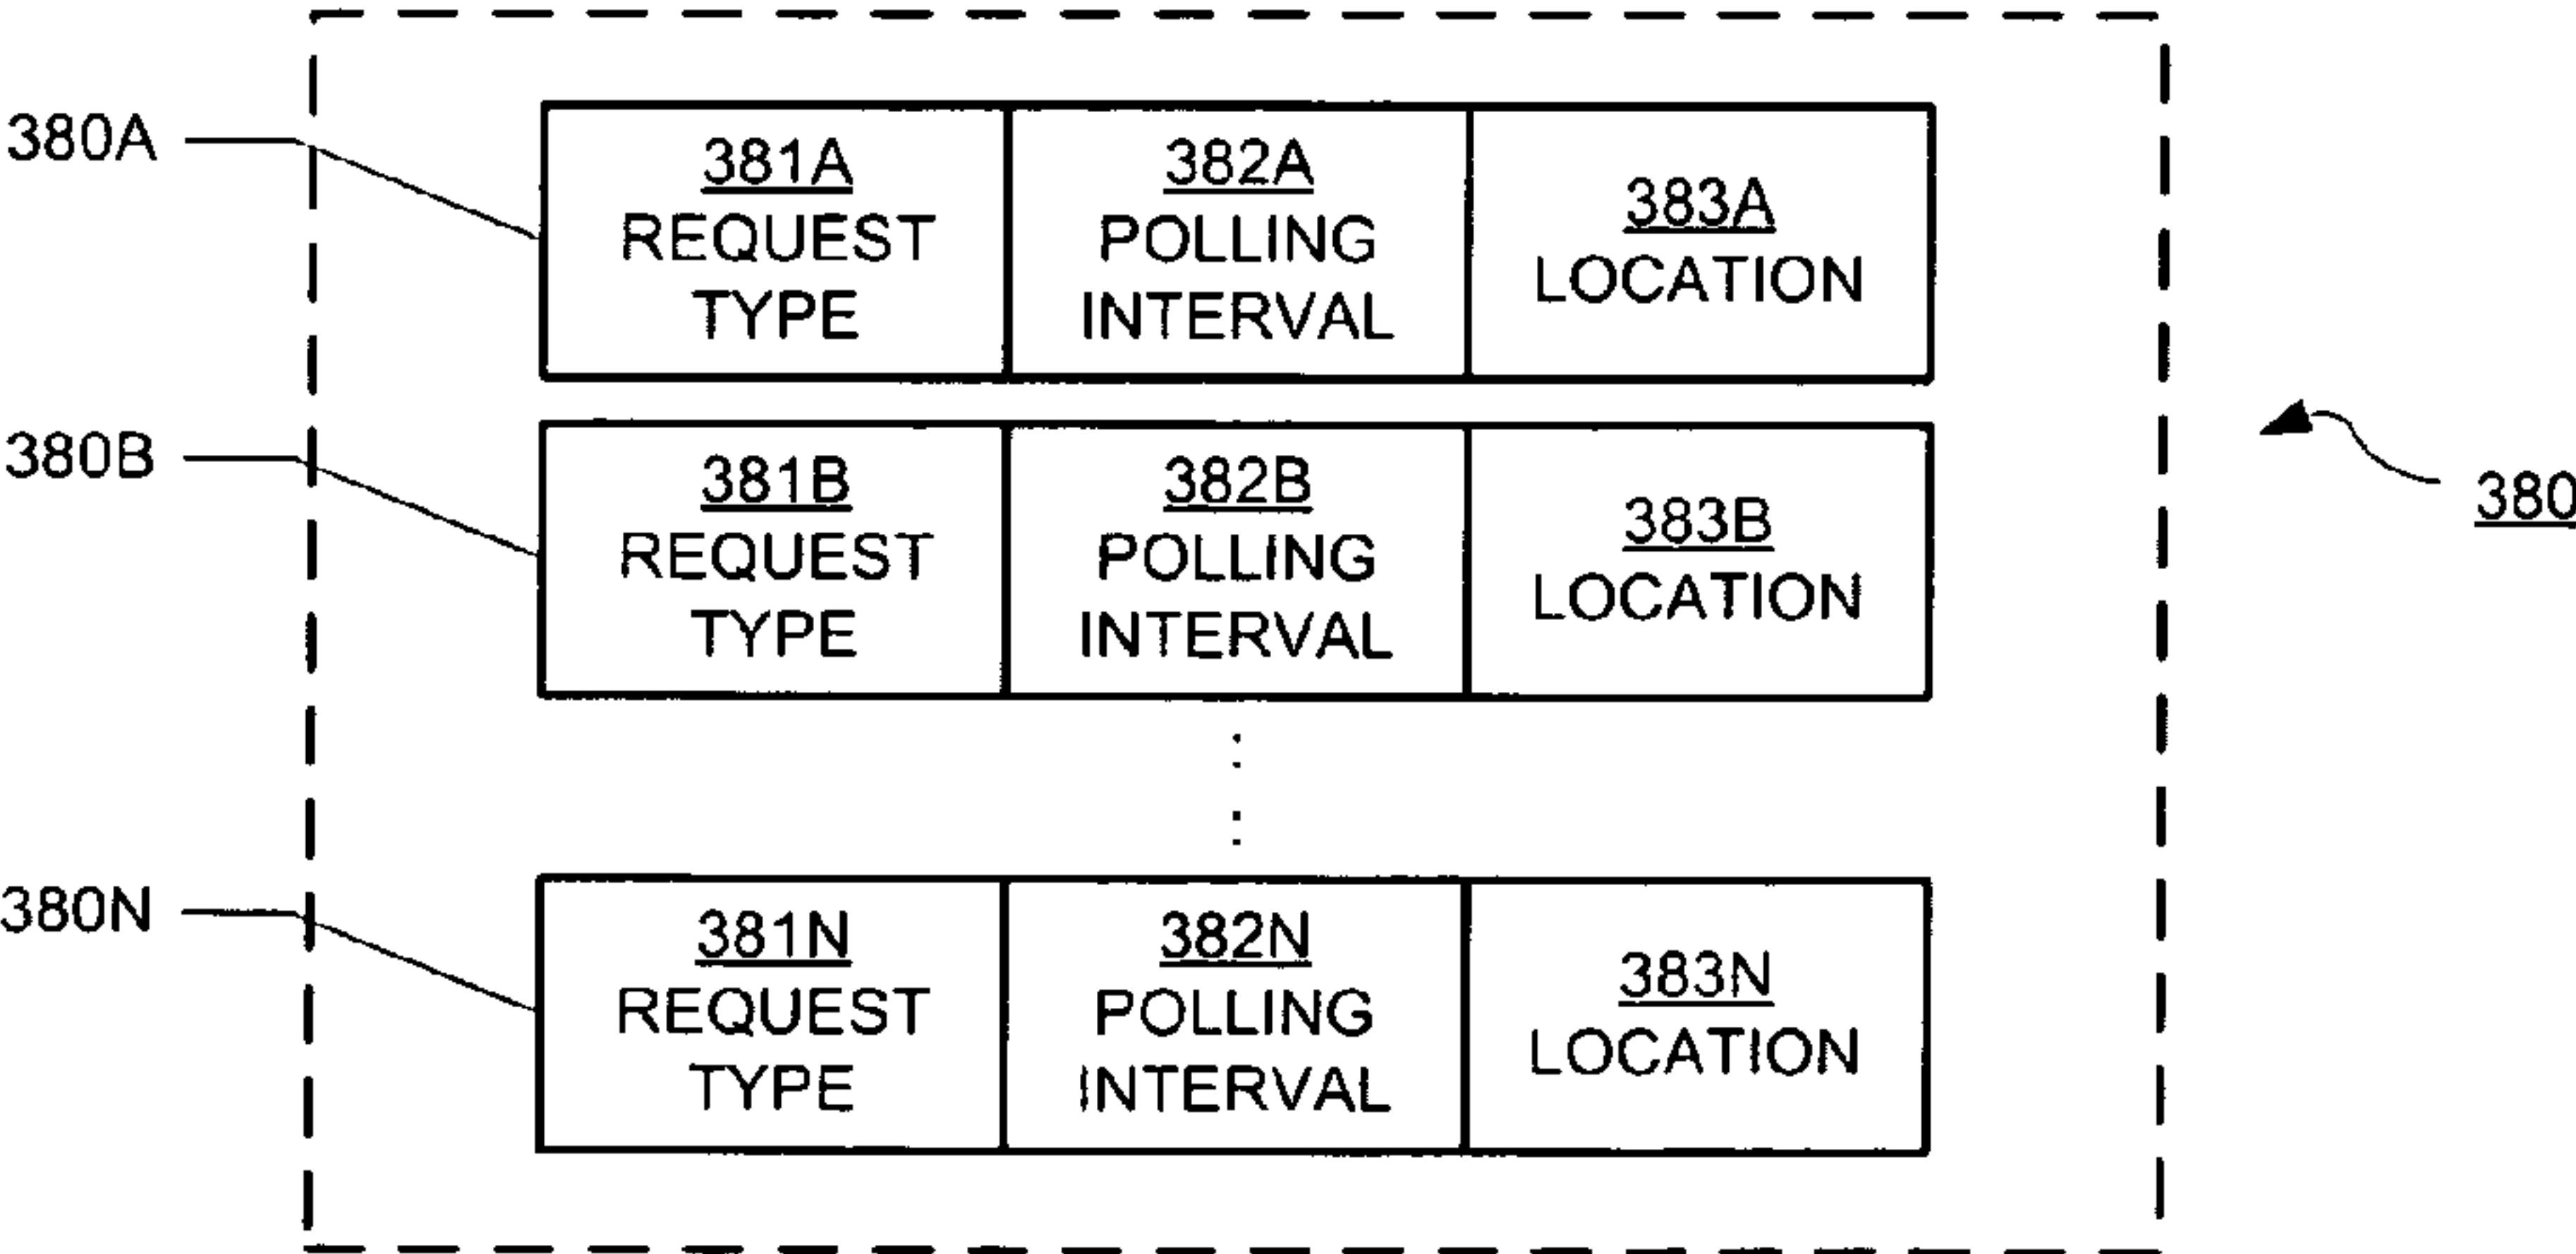 380A
381A
REQUEST
TYPE
382A
POLLING
INTERVAL
383A
LOCATION
380B
381B
REQUEST
TYPE
382B
POLLING
INTERVAL
383B
LOCATION
380
380N
381N
REQUEST
TYPE
382N
POLLING
INTERVAL
383N
LOCATION